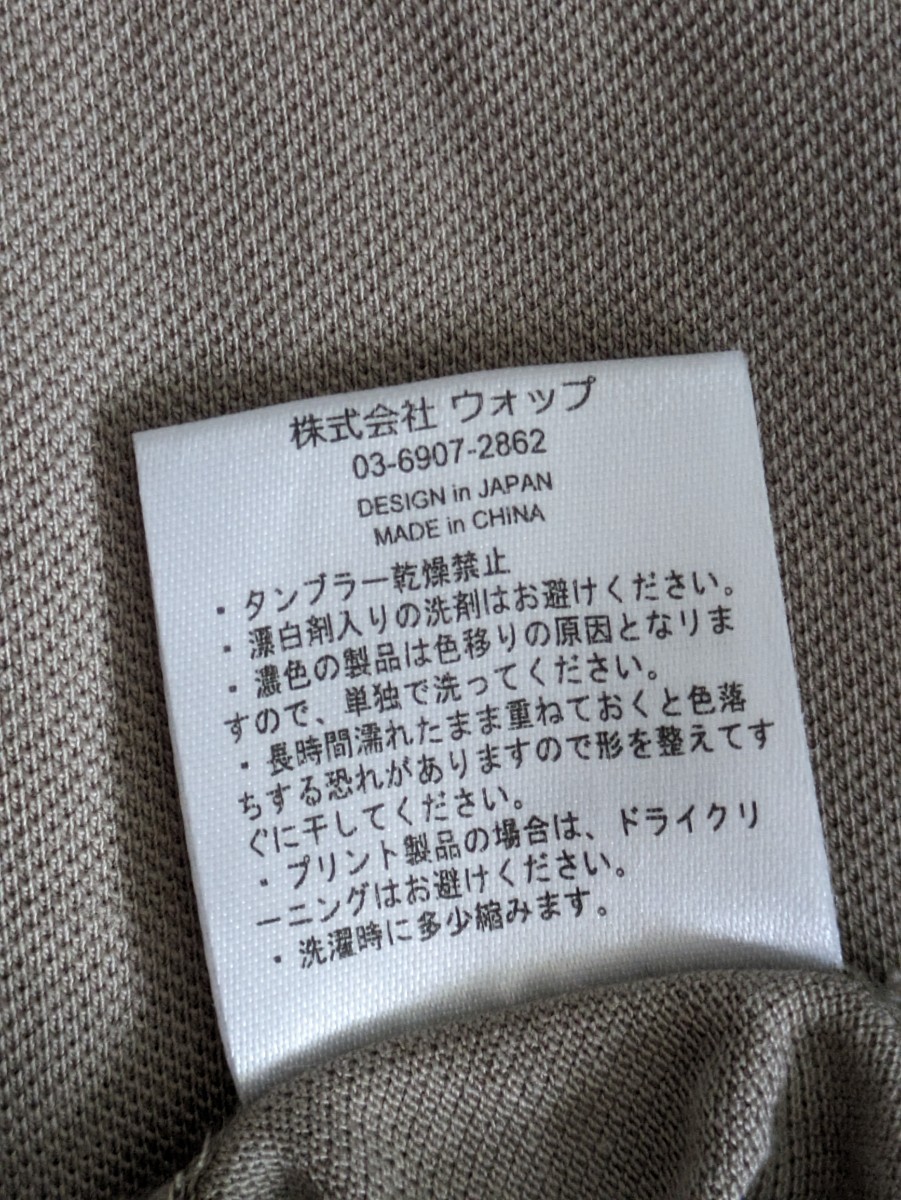 株式会社 ウォップ
03-6907-2862
DESIGN in JAPAN
MADE in CHINA
・タンブラー乾燥禁止
・漂白剤入りの洗剤はお避けください。
・濃色の製品は色移りの原因となりま
すので、単独で洗ってください。
・長時間濡れたまま重ねておくと色落
ちする恐れがありますので形を整えてす
ぐに干してください。
・プリント製品の場合は、ドライクリ
ーニングはお避けください。
・洗濯時に多少縮みます。